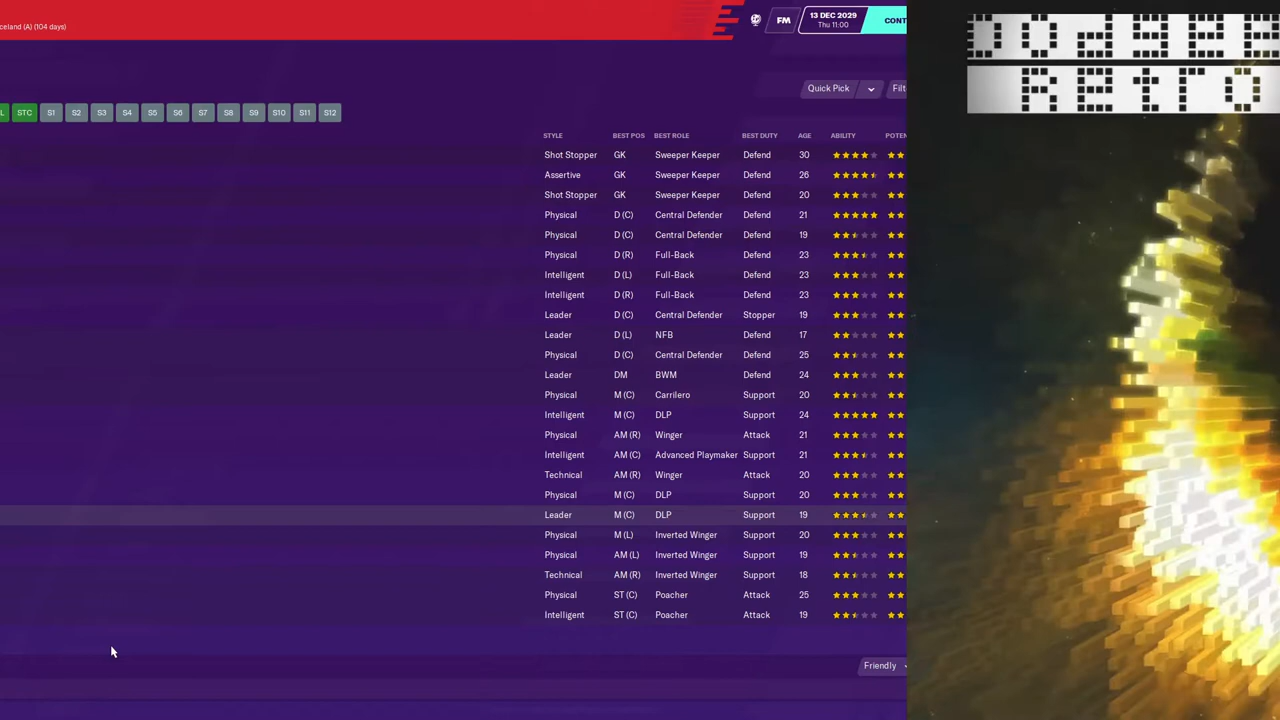 celand (A) (104 days)
FM
13 DEC 2029
Thu 11:00
CONT
Quick Pick
Filt
L STC S1 S2 S3 S4 S5 S6 S7 S8 S9 S10 S11 S12
STYLE BEST POS BEST ROLE BEST DUTY AGE ABILITY POTEN
Shot Stopper GK Sweeper Keeper Defend 30
Assertive GK Sweeper Keeper Defend 26
Shot Stopper GK Sweeper Keeper Defend 20
Physical D (C) Central Defender Defend 21
Physical D (C) Central Defender Defend 19
Physical D (R) Full-Back Defend 23
Intelligent D (L) Full-Back Defend 23
Intelligent D (R) Full-Back Defend 23
Leader D (C) Central Defender Stopper 19
Leader D (L) NFB Defend 17
Physical D (C) Central Defender Defend 25
Leader DM BWM Defend 24
Physical M (C) Carrilero Support 20
Intelligent M (C) DLP Support 24
Physical AM (R) Winger Attack 21
Intelligent AM (C) Advanced Playmaker Support 21
Technical AM (R) Winger Attack 20
Physical M (C) DLP Support 20
Leader M (C) DLP Support 19
Physical M (L) Inverted Winger Support 20
Physical AM (L) Inverted Winger Support 19
Technical AM (R) Inverted Winger Support 18
Physical ST (C) Poacher Attack 25
Intelligent ST (C) Poacher Attack 19
Friendly
Retro